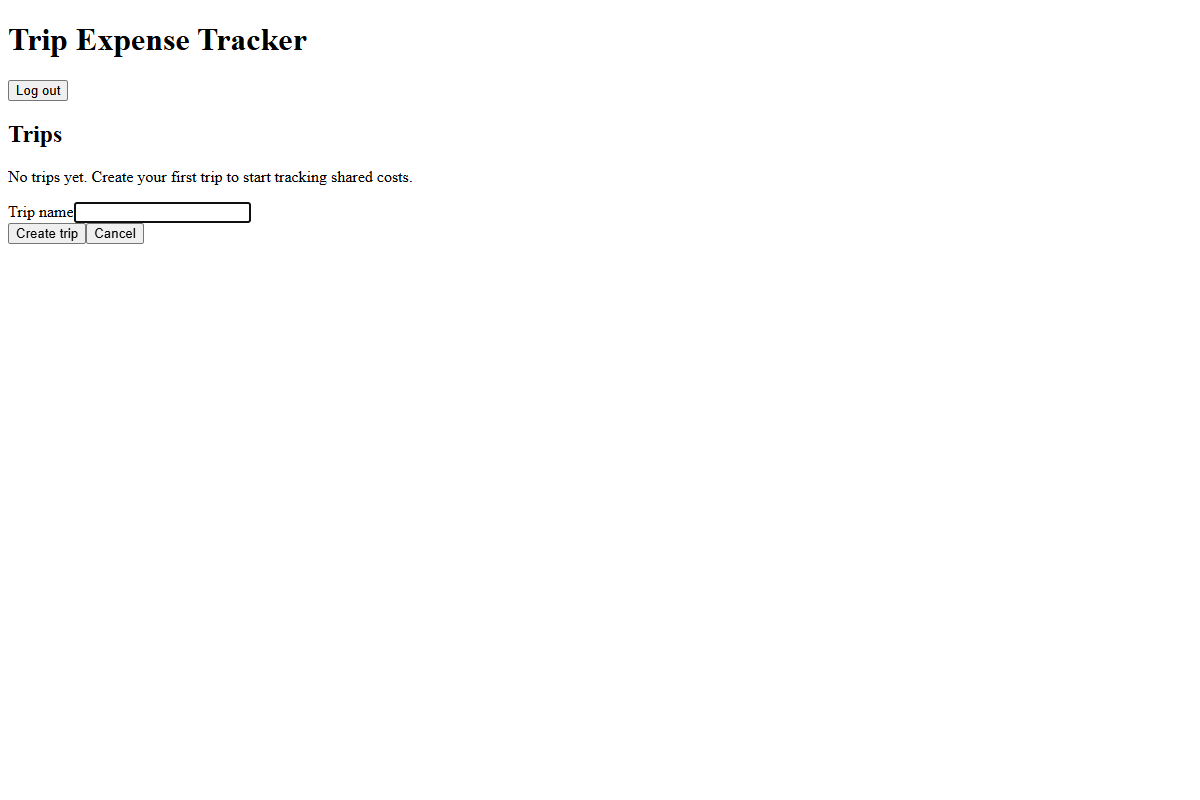 Trip Expense Tracker
Log out
Trips
No trips yet. Create your first trip to start tracking shared costs.
Trip name
Create trip Cancel